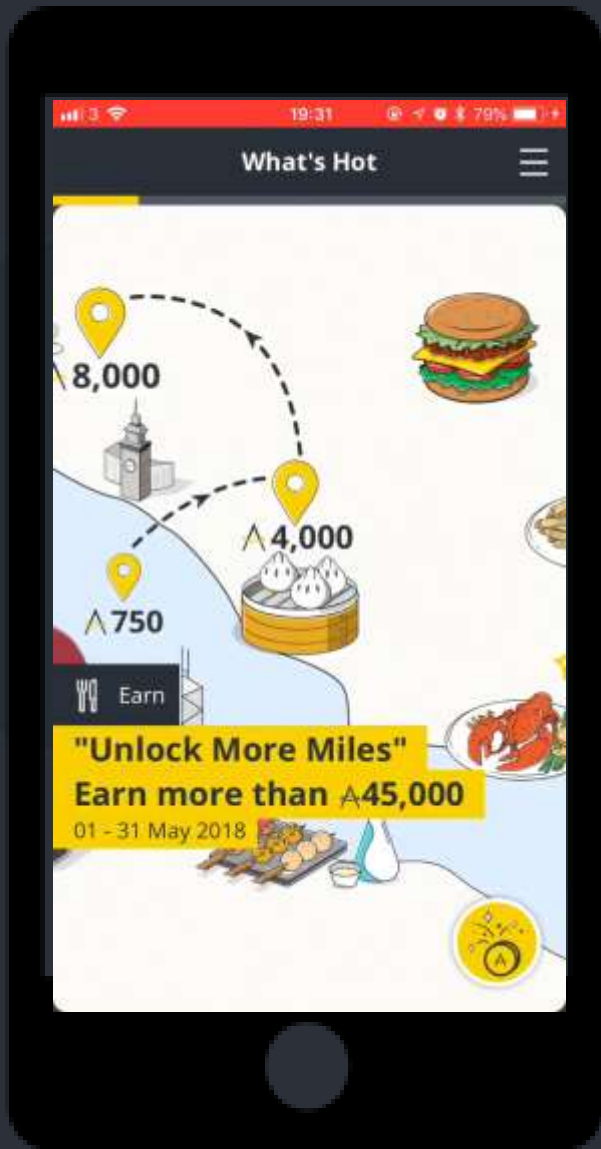 3 19:31 79%
What's Hot
8,000
4,000
750
Earn
"Unlock More Miles"
Earn more than A45,000
01 - 31 May 2018
A